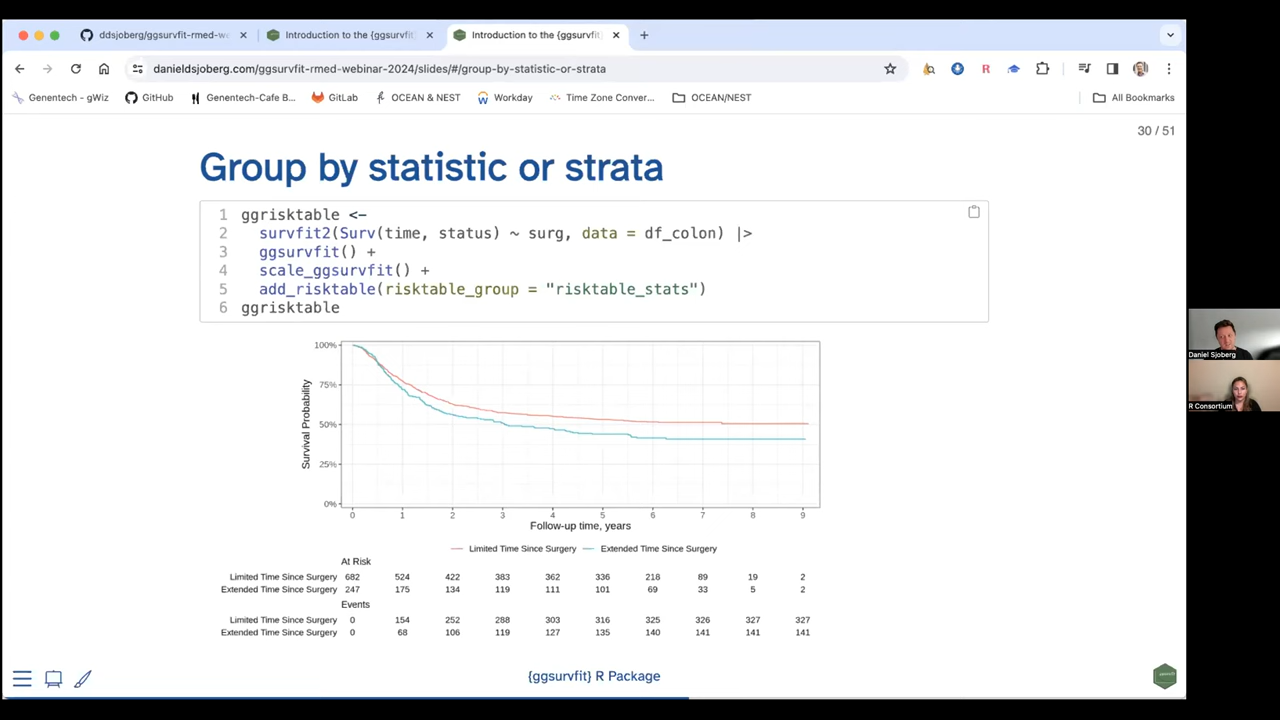 ddsjoberg/ggsurvfit-rmed-we
Introduction to the {ggsurvfit}
Introduction to the {ggsurvfit}
danieldsjoberg.com/ggsurvfit-rmed-webinar-2024/slides/#/group-by-statistic-or-strata
Genentech - gWiz
GitHub
Genentech-Cafe B...
GitLab
OCEAN & NEST
Workday
Time Zone Conver...
OCEAN/NEST
All Bookmarks
30 / 51
Group by statistic or strata
1 ggrisktable <-
2 survfit2(Surv(time, status) ~ surg, data = df_colon) |>
3 ggsurvfit() +
4 scale_ggsurvfit() +
5 add_risktable(risktable_group = "risktable_stats")
6 ggrisktable
100%
75%
50%
25%
0%
Survival Probability
0 1 2 3 4 5 6 7 8 9
Follow-up time, years
Limited Time Since Surgery Extended Time Since Surgery
At Risk
Limited Time Since Surgery 682 524 422 383 362 336 218 89 19 2
Extended Time Since Surgery 247 175 134 119 111 101 69 33 5 2
Events
Limited Time Since Surgery 0 154 252 288 303 316 325 326 327 327
Extended Time Since Surgery 0 68 106 119 127 135 140 141 141 141
{ggsurvfit} R Package
Daniel Sjoberg
R Consortium